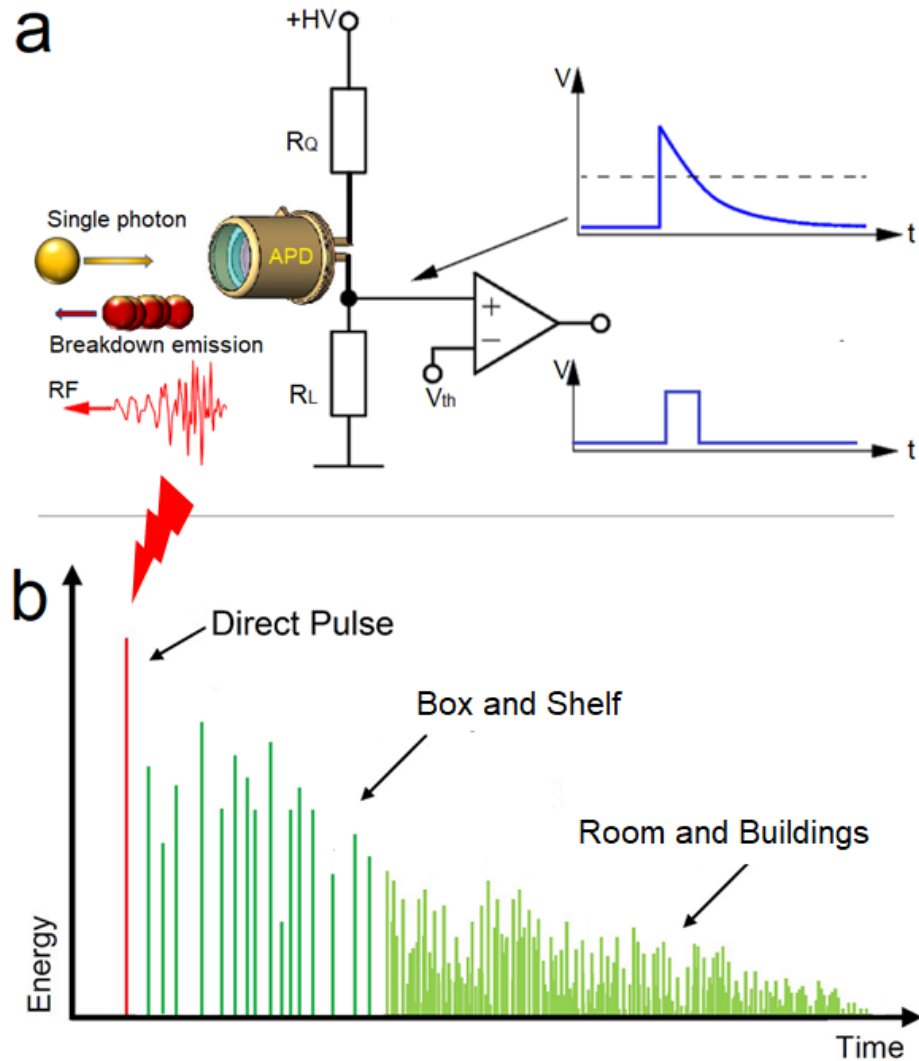 a
+HV
RQ
V
t
Single photon
APD
Breakdown emission
RF
+
−
Vth
RL
V
t
b
Direct Pulse
Box and Shelf
Room and Buildings
Energy
Time